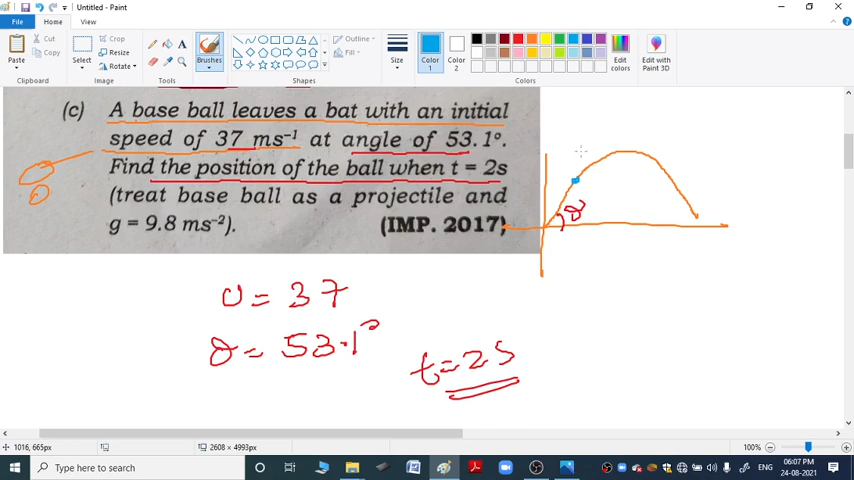 Untitled - Paint
File
Home
View
Paste
Cut
Copy
Clipboard
Select
Crop
Resize
Rotate
Image
Tools
Brushes
Shapes
Outline
Fill
Size
Color 1
Color 2
Colors
Edit colors
Edit with Paint 3D
(c) A base ball leaves a bat with an initial
speed of 37 ms⁻¹ at angle of 53.1°.
Find the position of the ball when t = 2s
(treat base ball as a projectile and
g = 9.8 ms⁻²). (IMP. 2017;
θ
υ = 37
θ = 53.1°
t = 2s
1016, 665px
2608 × 4993px
100%
Type here to search
ENG
06:07 PM
24-08-2021